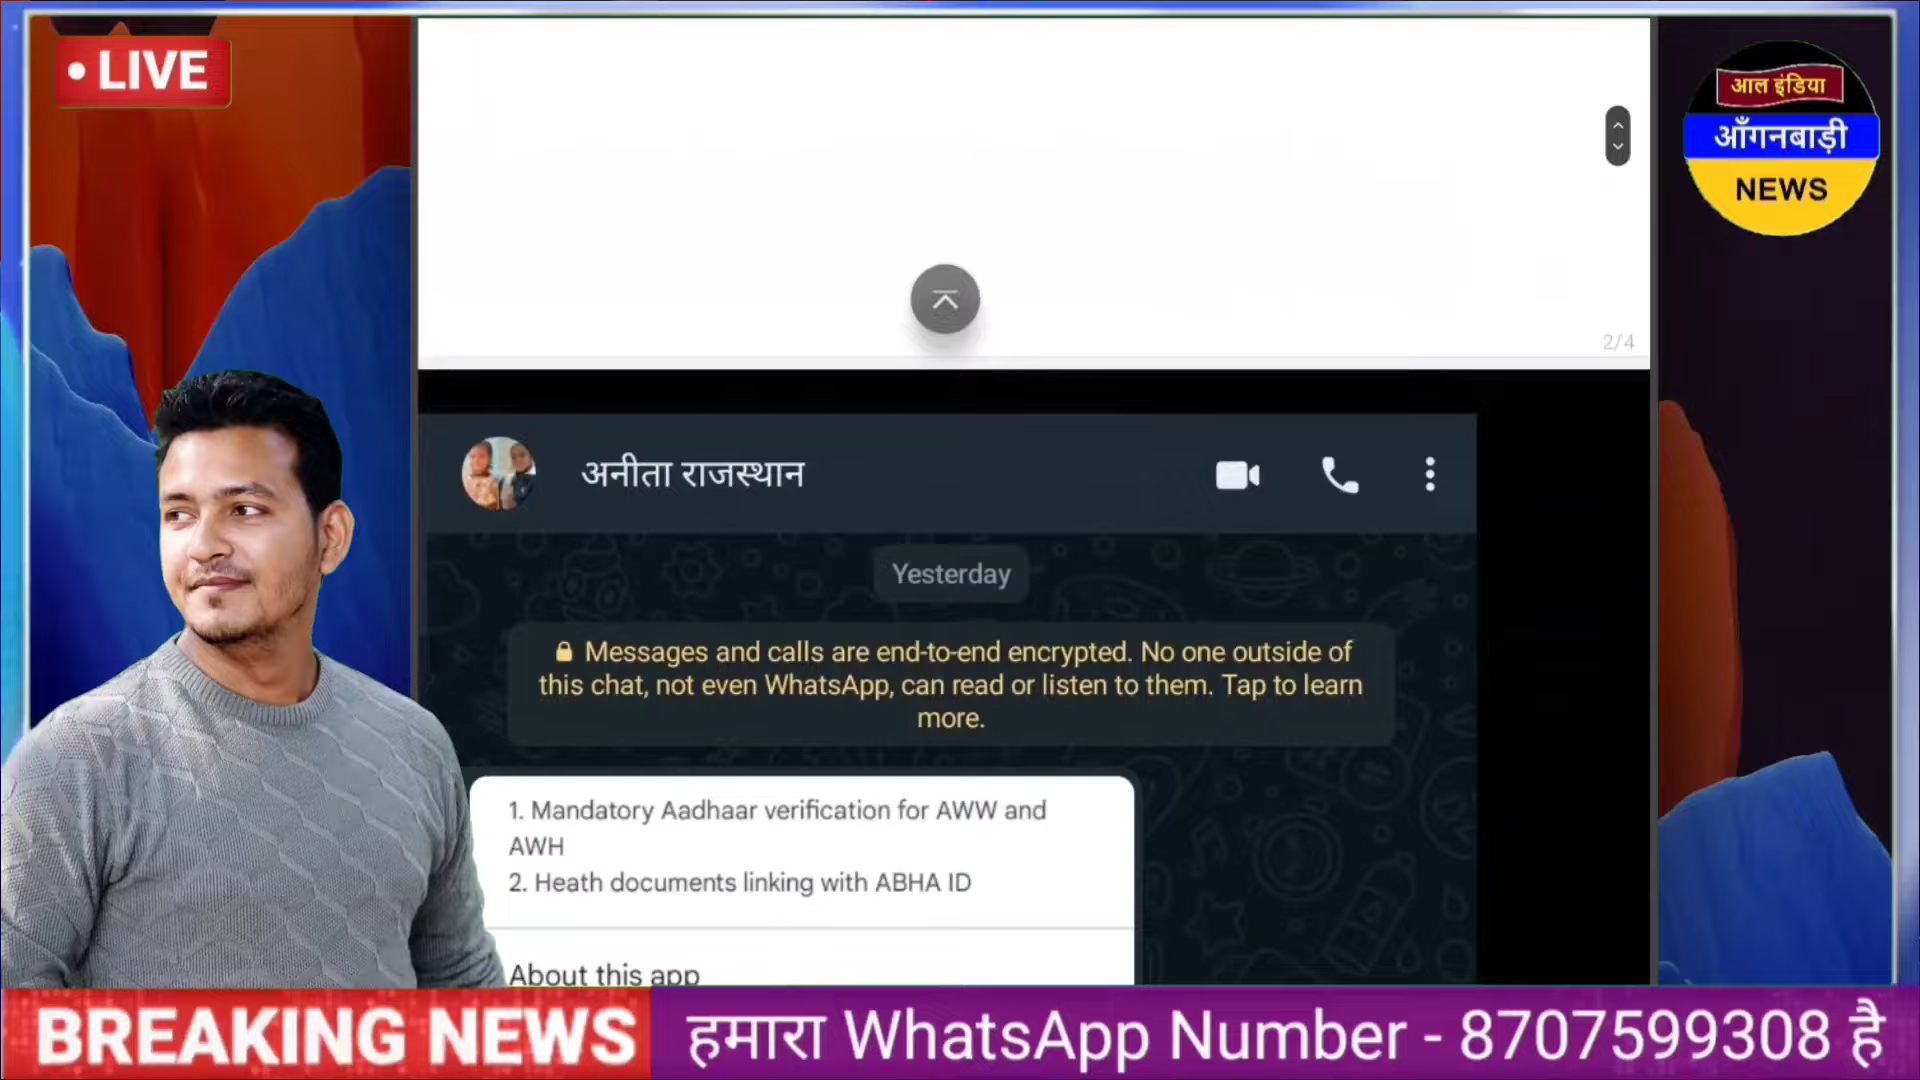 • LIVE
आल इंडिया
आँगनबाड़ी
NEWS
2/4
अनीता राजस्थान
Yesterday
Messages and calls are end-to-end encrypted. No one outside of
this chat, not even WhatsApp, can read or listen to them. Tap to learn
more.
1. Mandatory Aadhaar verification for AWW and
AWH
2. Heath documents linking with ABHA ID
About this app
BREAKING NEWS
हमारा WhatsApp Number - 8707599308 है